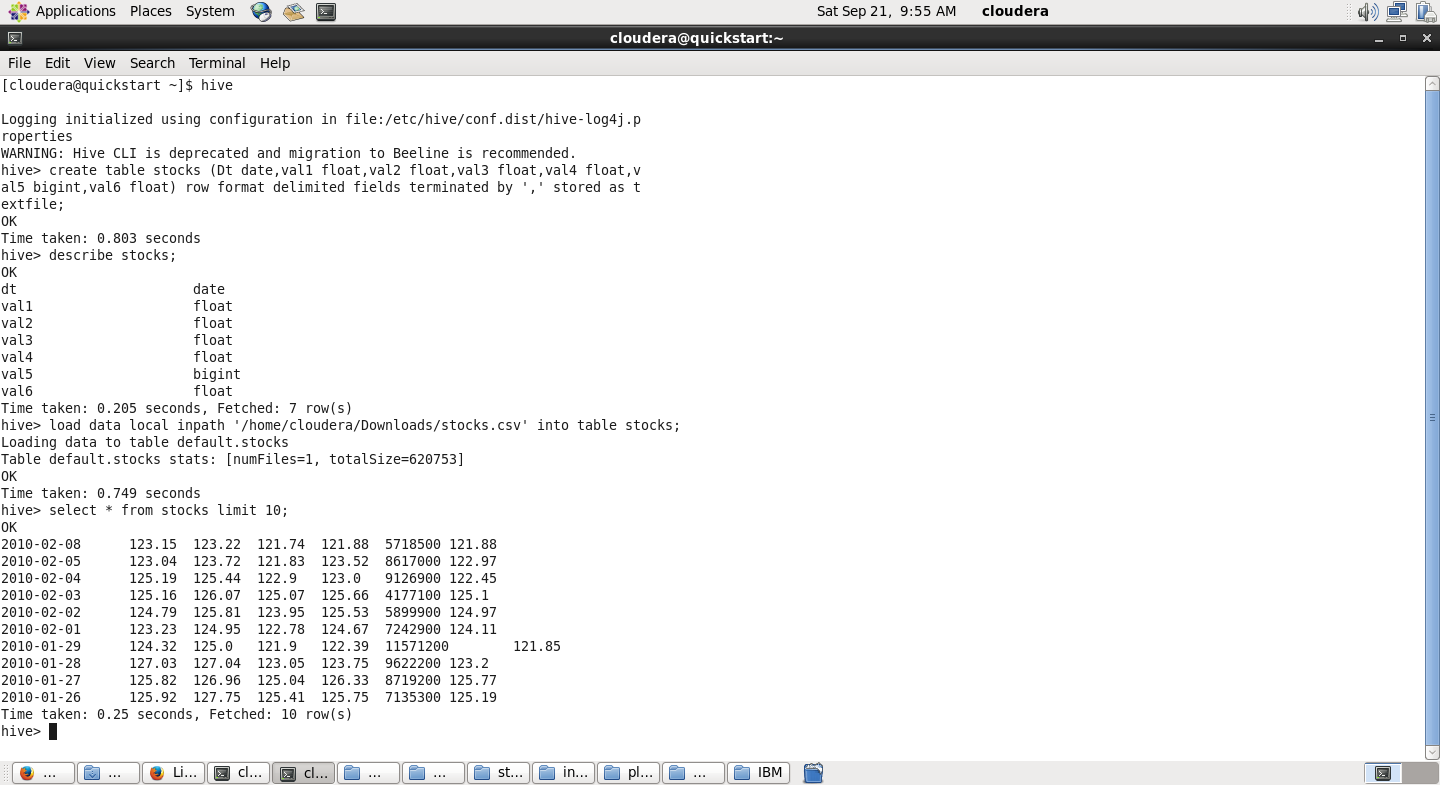 Applications Places System Sat Sep 21, 9:55 AM cloudera
cloudera@quickstart:~
File Edit View Search Terminal Help
[cloudera@quickstart ~]$ hive
Logging initialized using configuration in file:/etc/hive/conf.dist/hive-log4j.p
roperties
WARNING: Hive CLI is deprecated and migration to Beeline is recommended.
hive> create table stocks (Dt date,val1 float,val2 float,val3 float,val4 float,v
al5 bigint,val6 float) row format delimited fields terminated by ',' stored as t
extfile;
OK
Time taken: 0.803 seconds
hive> describe stocks;
OK
dt date
val1 float
val2 float
val3 float
val4 float
val5 bigint
val6 float
Time taken: 0.205 seconds, Fetched: 7 row(s)
hive> load data local inpath '/home/cloudera/Downloads/stocks.csv' into table stocks;
Loading data to table default.stocks
Table default.stocks stats: [numFiles=1, totalSize=620753]
OK
Time taken: 0.749 seconds
hive> select * from stocks limit 10;
OK
2010-02-08 123.15 123.22 121.74 121.88 5718500 121.88
2010-02-05 123.04 123.72 121.83 123.52 8617000 122.97
2010-02-04 125.19 125.44 122.9 123.0 9126900 122.45
2010-02-03 125.16 126.07 125.07 125.66 4177100 125.1
2010-02-02 124.79 125.81 123.95 125.53 5899900 124.97
2010-02-01 123.23 124.95 122.78 124.67 7242900 124.11
2010-01-29 124.32 125.0 121.9 122.39 11571200 121.85
2010-01-28 127.03 127.04 123.05 123.75 9622200 123.2
2010-01-27 125.82 126.96 125.04 126.33 8719200 125.77
2010-01-26 125.92 127.75 125.41 125.75 7135300 125.19
Time taken: 0.25 seconds, Fetched: 10 row(s)
hive>
... ... Li... cl... cl... ... ... st... in... pl... ... IBM